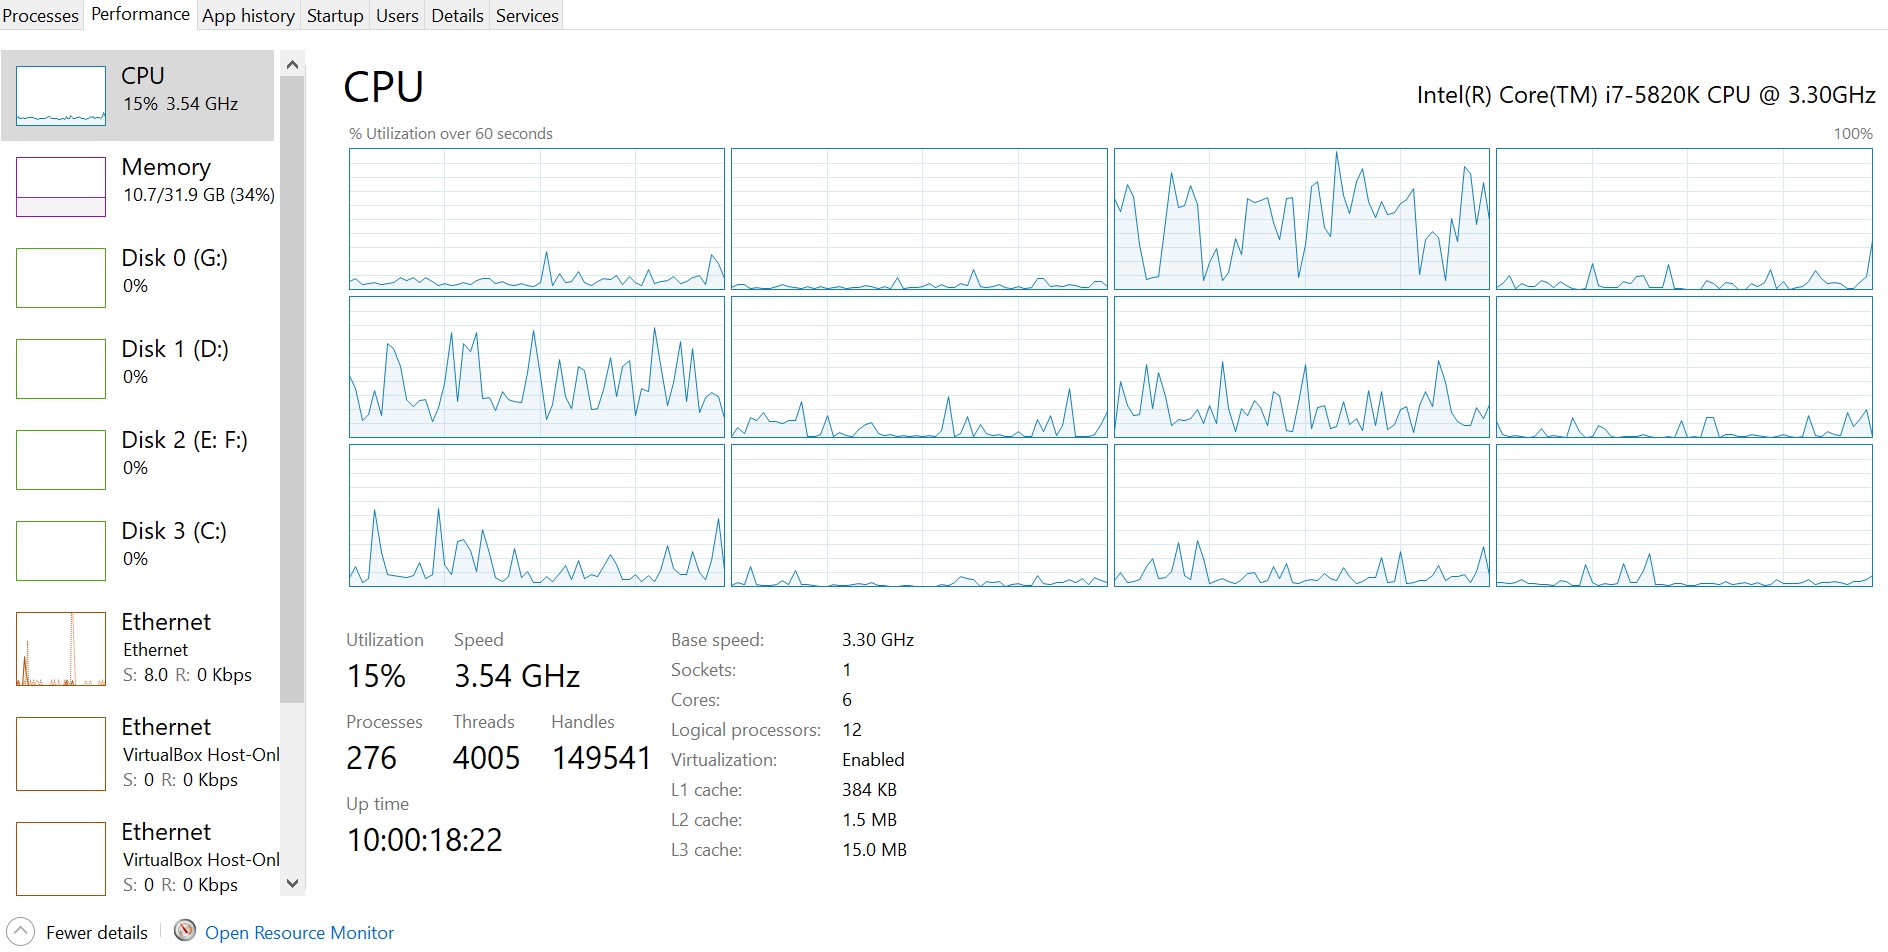 Processes Performance App history Startup Users Details Services
CPU
15% 3.54 GHz
Memory
10.7/31.9 GB (34%)
Disk 0 (G:)
0%
Disk 1 (D:)
0%
Disk 2 (E: F:)
0%
Disk 3 (C:)
0%
Ethernet
Ethernet
S: 8.0 R: 0 Kbps
Ethernet
VirtualBox Host-Onl
S: 0 R: 0 Kbps
Ethernet
VirtualBox Host-Onl
S: 0 R: 0 Kbps
CPU
Intel(R) Core(TM) i7-5820K CPU @ 3.30GHz
% Utilization over 60 seconds 100%
Utilization Speed
15% 3.54 GHz
Processes Threads Handles
276 4005 149541
Up time
10:00:18:22
Base speed: 3.30 GHz
Sockets: 1
Cores: 6
Logical processors: 12
Virtualization: Enabled
L1 cache: 384 KB
L2 cache: 1.5 MB
L3 cache: 15.0 MB
Fewer details Open Resource Monitor